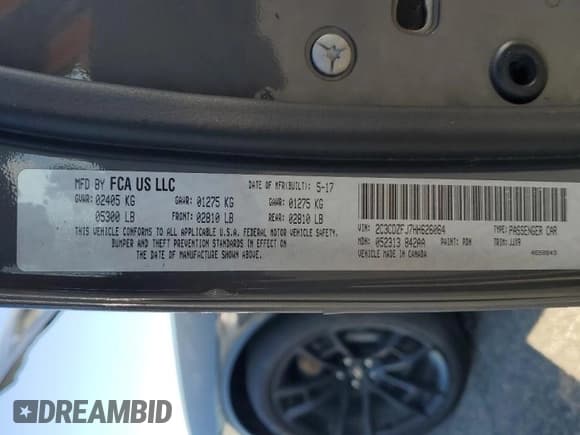 MFD BY FCA US LLC
DATE OF MFR(BUILT): 5-17
GVWR: 02405 KG GAWR: 01275 KG GAWR: 01275 KG
05300 LB FRONT: 02810 LB REAR: 02810 LB
THIS VEHICLE CONFORMS TO ALL APPLICABLE U.S.A. FEDERAL MOTOR VEHICLE SAFETY,
BUMPER AND THEFT PREVENTION STANDARDS IN EFFECT ON
THE DATE OF MANUFACTURE SHOWN ABOVE.
VIN: 2C3CDZFJ7HH626064 TYPE: PASSENGER CAR
MDH: 052313 842AA PAINT: PDN TRIM: JJX9
VEHICLE MADE IN CANADA
DREAMBID